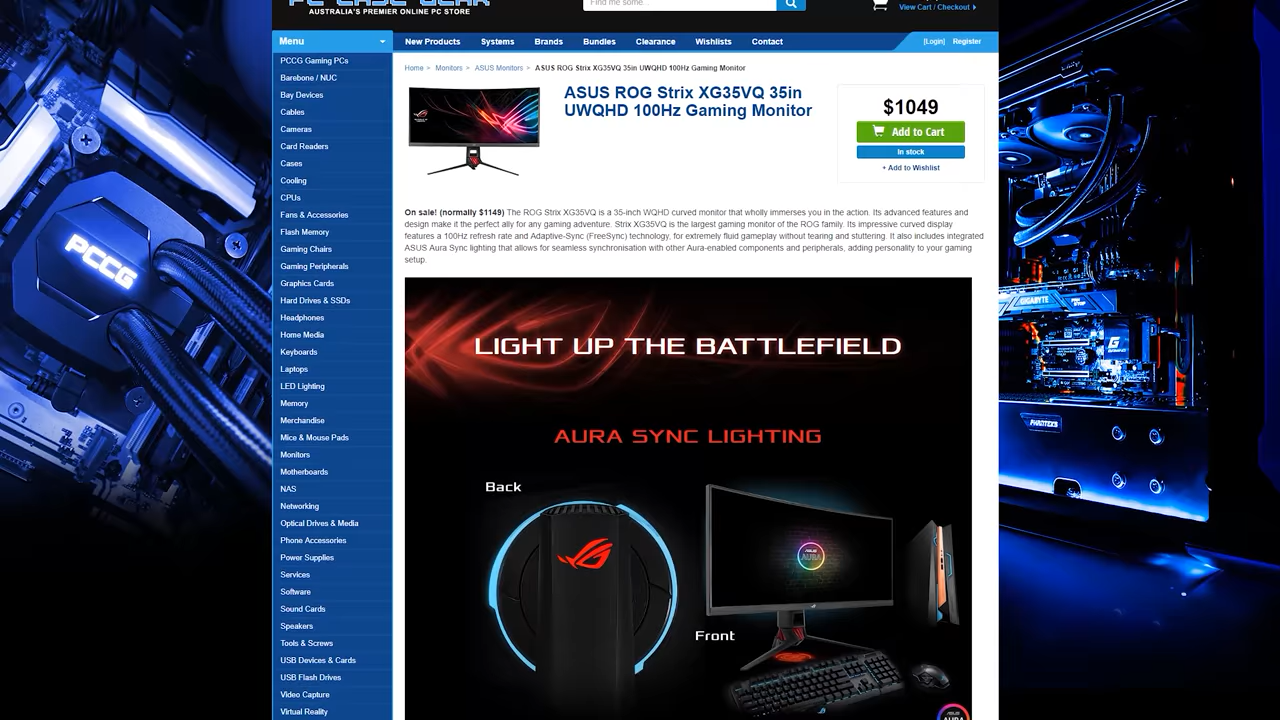 PC CASE GEAR
AUSTRALIA'S PREMIER ONLINE PC STORE
Find me some...
View Cart / Checkout
Menu
New Products
Systems
Brands
Bundles
Clearance
Wishlists
Contact
[Login]
Register
PCCG Gaming PCs
Barebone / NUC
Bay Devices
Cables
Cameras
Card Readers
Cases
Cooling
CPUs
Fans & Accessories
Flash Memory
Gaming Chairs
Gaming Peripherals
Graphics Cards
Hard Drives & SSDs
Headphones
Home Media
Keyboards
Laptops
LED Lighting
Memory
Merchandise
Mice & Mouse Pads
Monitors
Motherboards
NAS
Networking
Optical Drives & Media
Phone Accessories
Power Supplies
Services
Software
Sound Cards
Speakers
Tools & Screws
USB Devices & Cards
USB Flash Drives
Video Capture
Virtual Reality
Home > Monitors > ASUS Monitors > ASUS ROG Strix XG35VQ 35in UWQHD 100Hz Gaming Monitor
ASUS ROG Strix XG35VQ 35in
UWQHD 100Hz Gaming Monitor
$1049
Add to Cart
In stock
+ Add to Wishlist
On sale! (normally $1149) The ROG Strix XG35VQ is a 35-inch WQHD curved monitor that wholly immerses you in the action. Its advanced features and
design make it the perfect ally for any gaming adventure. Strix XG35VQ is the largest gaming monitor of the ROG family. Its impressive curved display
features a 100Hz refresh rate and Adaptive-Sync (FreeSync) technology, for extremely fluid gameplay without tearing and stuttering. It also includes integrated
ASUS Aura Sync lighting that allows for seamless synchronisation with other Aura-enabled components and peripherals, adding personality to your gaming
setup.
LIGHT UP THE BATTLEFIELD
AURA SYNC LIGHTING
Back
Front
ASUS
AURA
ASUS
AURA
PCCG
GIGABYTE
PHANTEKS